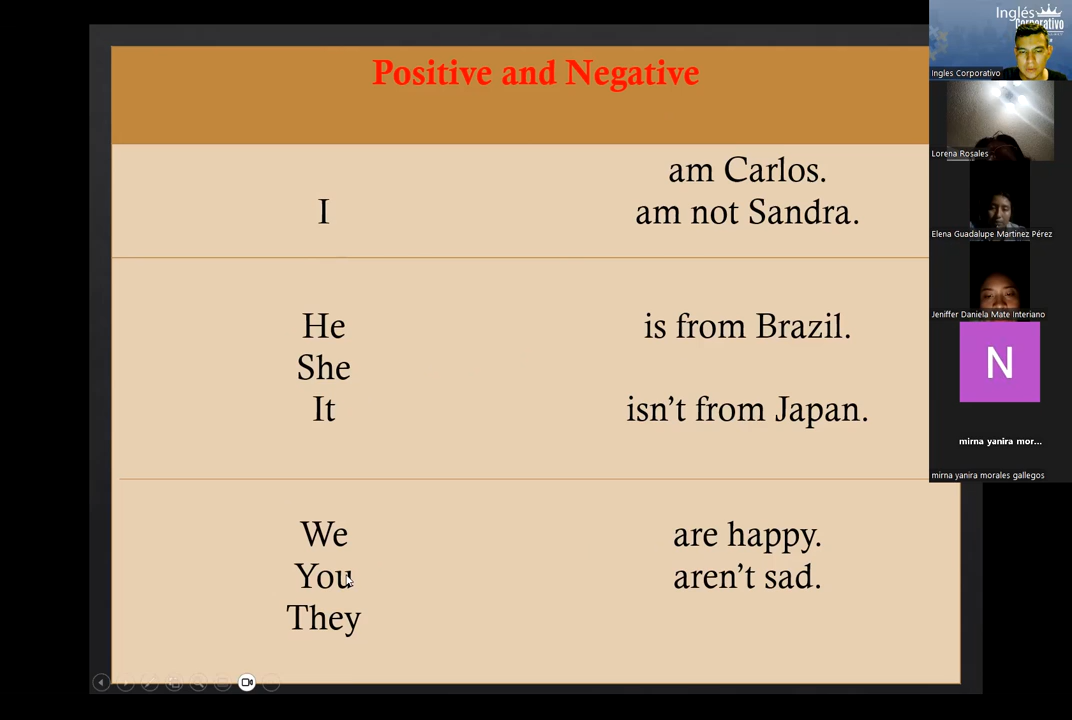 Positive and Negative
I
am Carlos.
am not Sandra.
He
She
It
is from Brazil.
isn’t from Japan.
We
You
They
are happy.
aren’t sad.
Inglés
Corporativo
Ingles Corporativo
Lorena Rosales
Elena Guadalupe Martinez Pérez
Jeniffer Daniela Mate Interiano
N
mirna yanira mor...
mirna yanira morales gallegos